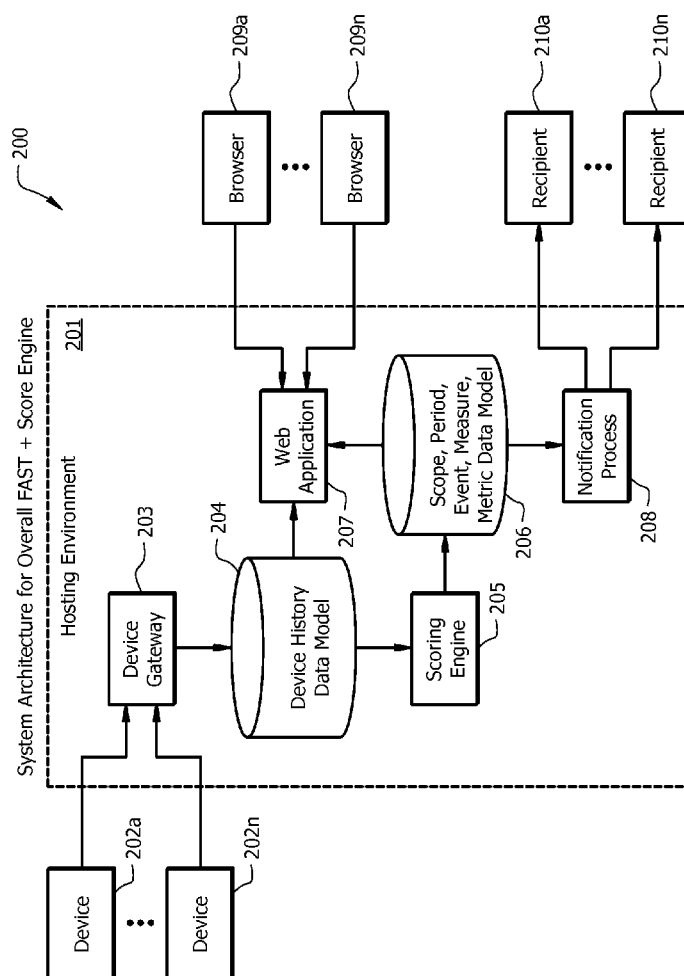 System Architecture for Overall FAST + Score Engine
200
Hosting Environment
201
Device
202a
Device
202n
Device
Gateway
203
204
Device History
Data Model
Scoring
Engine
205
Web
Application
207
Scope, Period,
Event, Measure,
Metric Data Model
206
Notification
Process
208
Browser
209a
Browser
209n
Recipient
210a
Recipient
210n